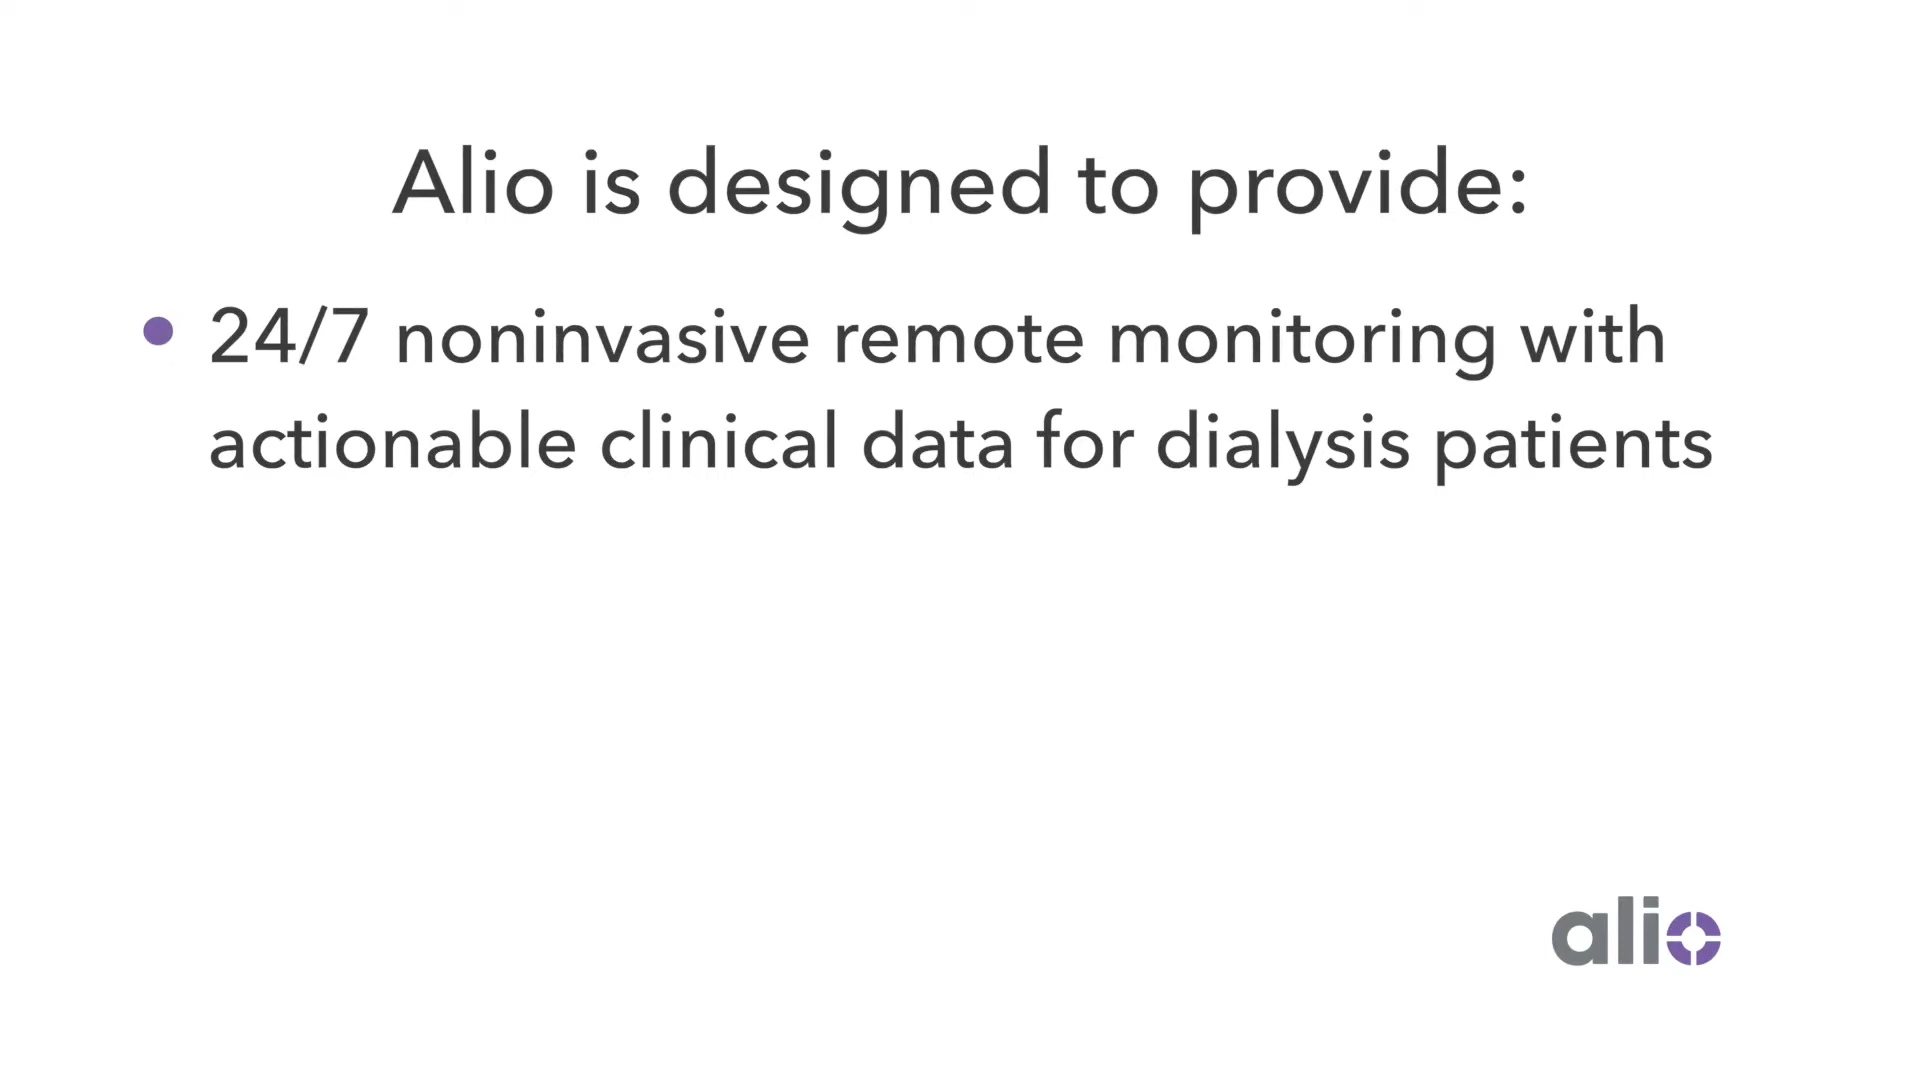 Alio is designed to provide:
• 24/7 noninvasive remote monitoring with
actionable clinical data for dialysis patients
alio